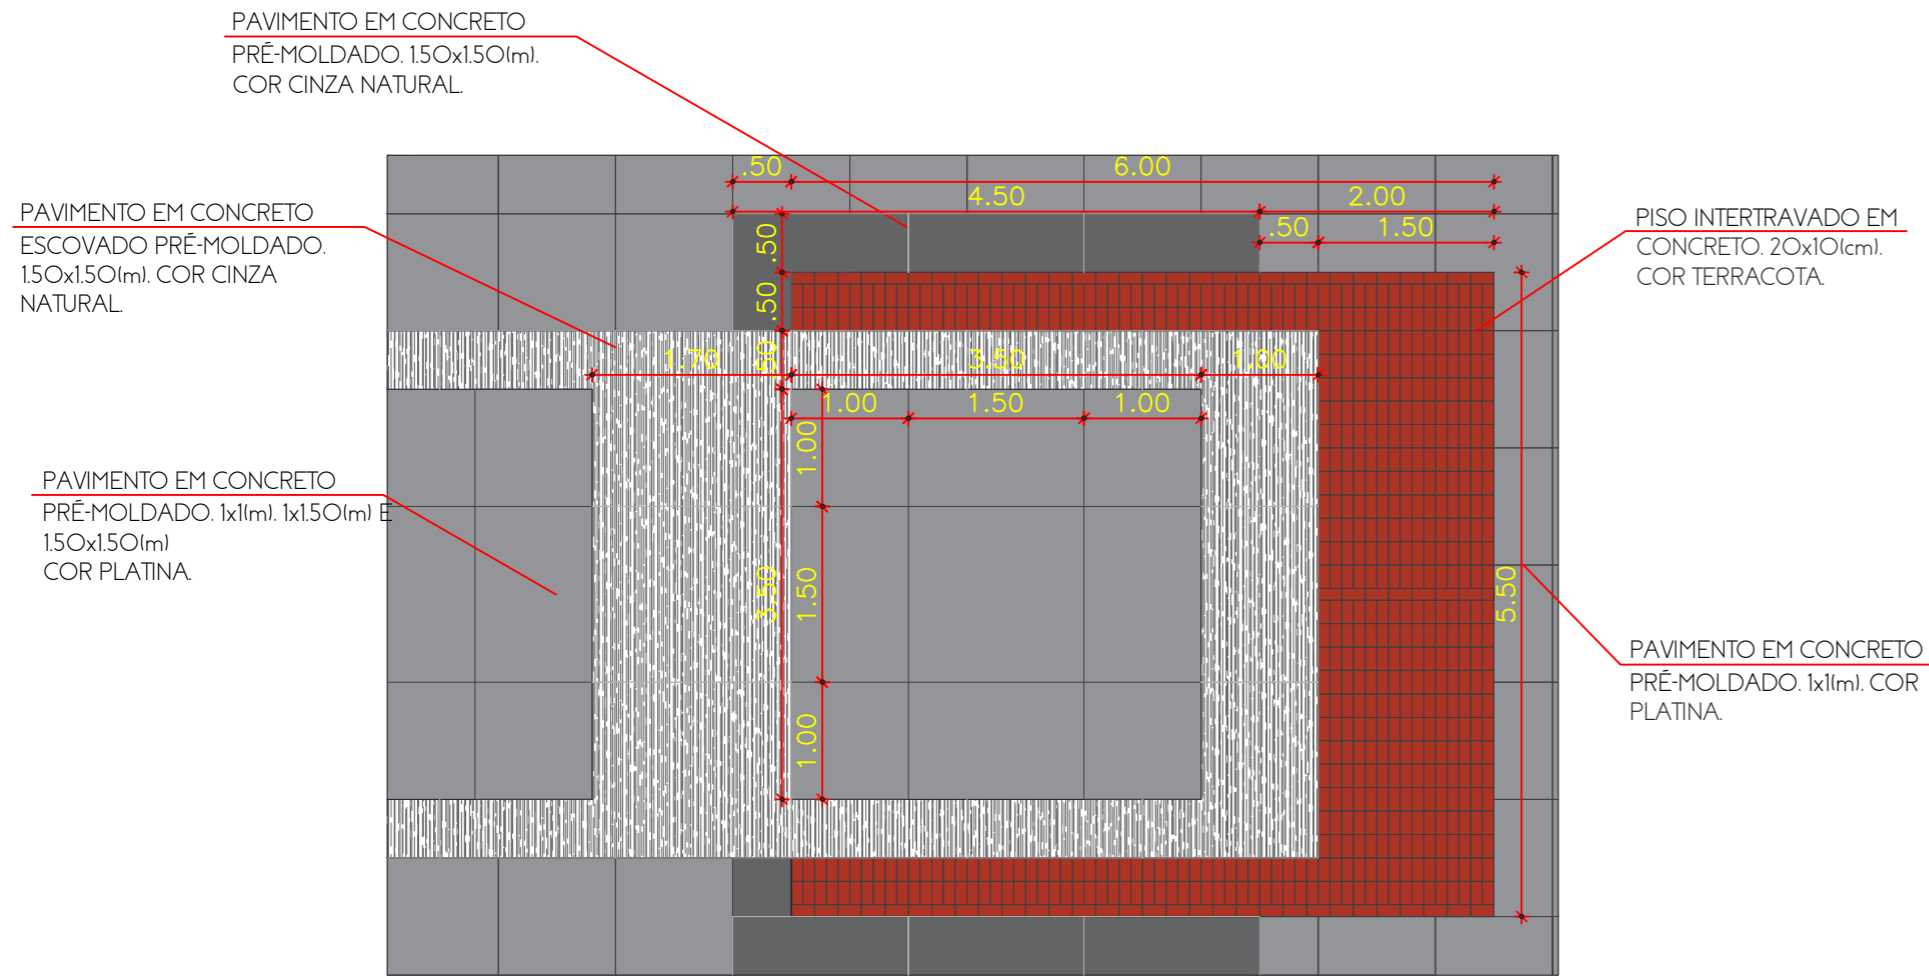 PAVIMENTO EM CONCRETO
PRÉ-MOLDADO. 1.50x1.50(m).
COR CINZA NATURAL.
PAVIMENTO EM CONCRETO
ESCOVADO PRÉ-MOLDADO.
1.50x1.50(m). COR CINZA
NATURAL.
PAVIMENTO EM CONCRETO
PRÉ-MOLDADO. 1x1(m). 1x1.50(m) E
1.50x1.50(m)
COR PLATINA.
.50
6.00
4.50
2.00
.50
1.50
.50
.50
.50
1.70
3.50
1.00
1.00
1.50
1.00
1.00
3.50
1.50
1.00
5.50
PISO INTERTRAVADO EM
CONCRETO. 20x10(cm).
COR TERRACOTA.
PAVIMENTO EM CONCRETO
PRÉ-MOLDADO. 1x1(m). COR
PLATINA.